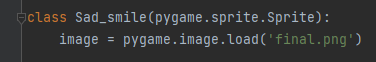 class Sad_smile(pygame.sprite.Sprite):
    image = pygame.image.load('final.png')